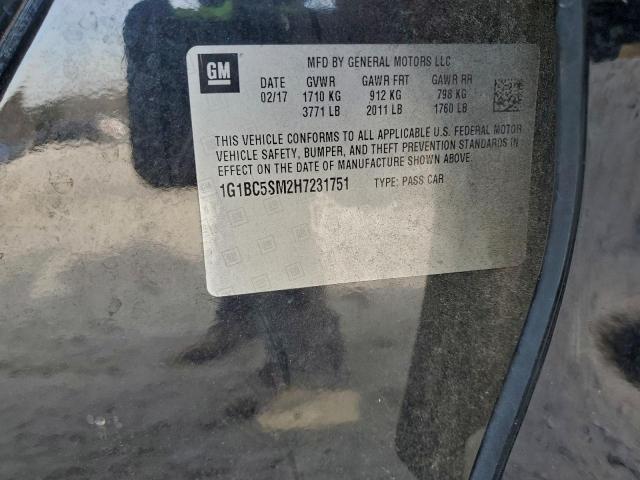 GM
MFD BY GENERAL MOTORS LLC
DATE GVWR GAWR FRT GAWR RR
02/17 1710 KG 912 KG 798 KG
3771 LB 2011 LB 1760 LB
THIS VEHICLE CONFORMS TO ALL APPLICABLE U.S. FEDERAL MOTOR
VEHICLE SAFETY, BUMPER, AND THEFT PREVENTION STANDARDS IN
EFFECT ON THE DATE OF MANUFACTURE SHOWN ABOVE.
1G1BC5SM2H7231751 TYPE: PASS CAR